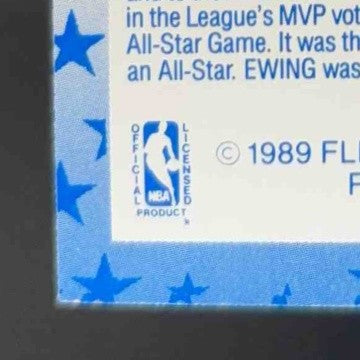 in the League's MVP vot
All-Star Game. It was th
an All-Star. EWING was
OFFICIAL LICENSED
NBA
PRODUCT
© 1989 FL
F